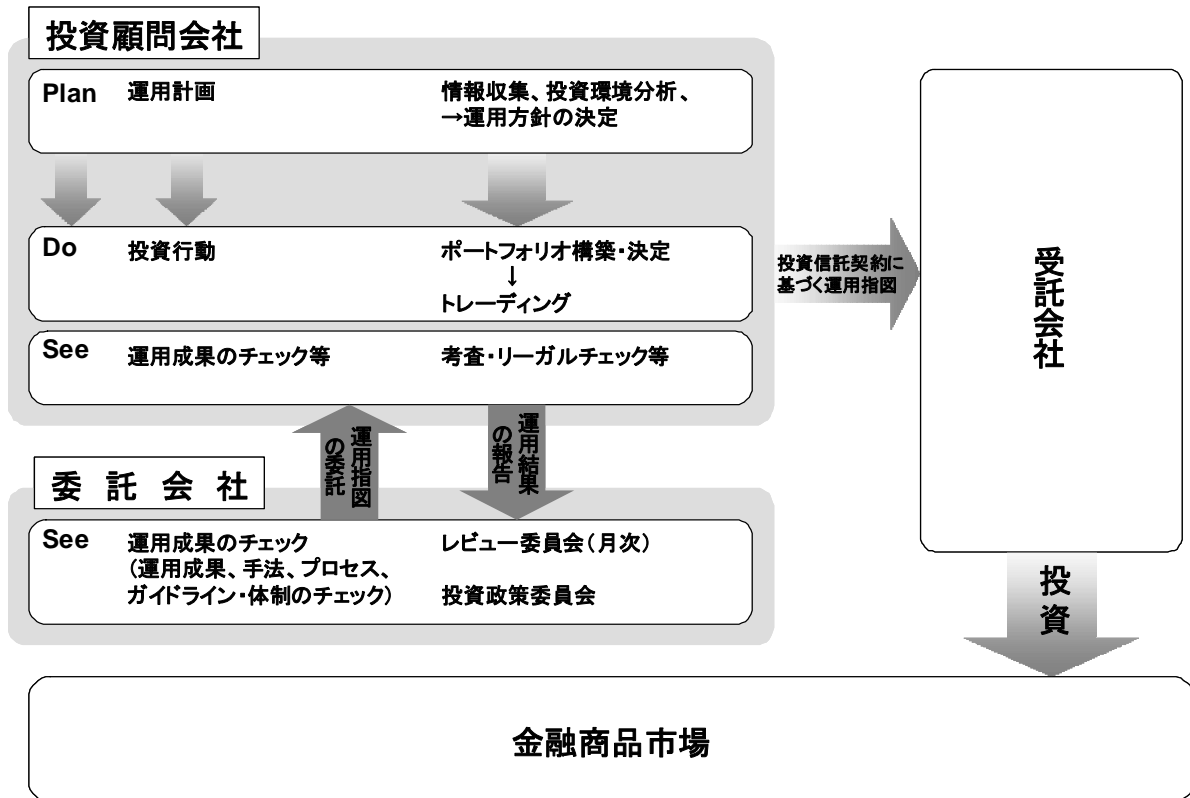 投資顧問会社
Plan 運用計画 情報収集、投資環境分析、
→運用方針の決定
Do 投資行動 ポートフォリオ構築・決定
↓
トレーディング
See 運用成果のチェック等 考査・リーガルチェック等
投資信託契約に
基づく運用指図
受託会社
運用指図
の委託
運用結果
の報告
委託会社
See 運用成果のチェック レビュー委員会(月次)
(運用成果、手法、プロセス、
ガイドライン・体制のチェック) 投資政策委員会
投資
金融商品市場